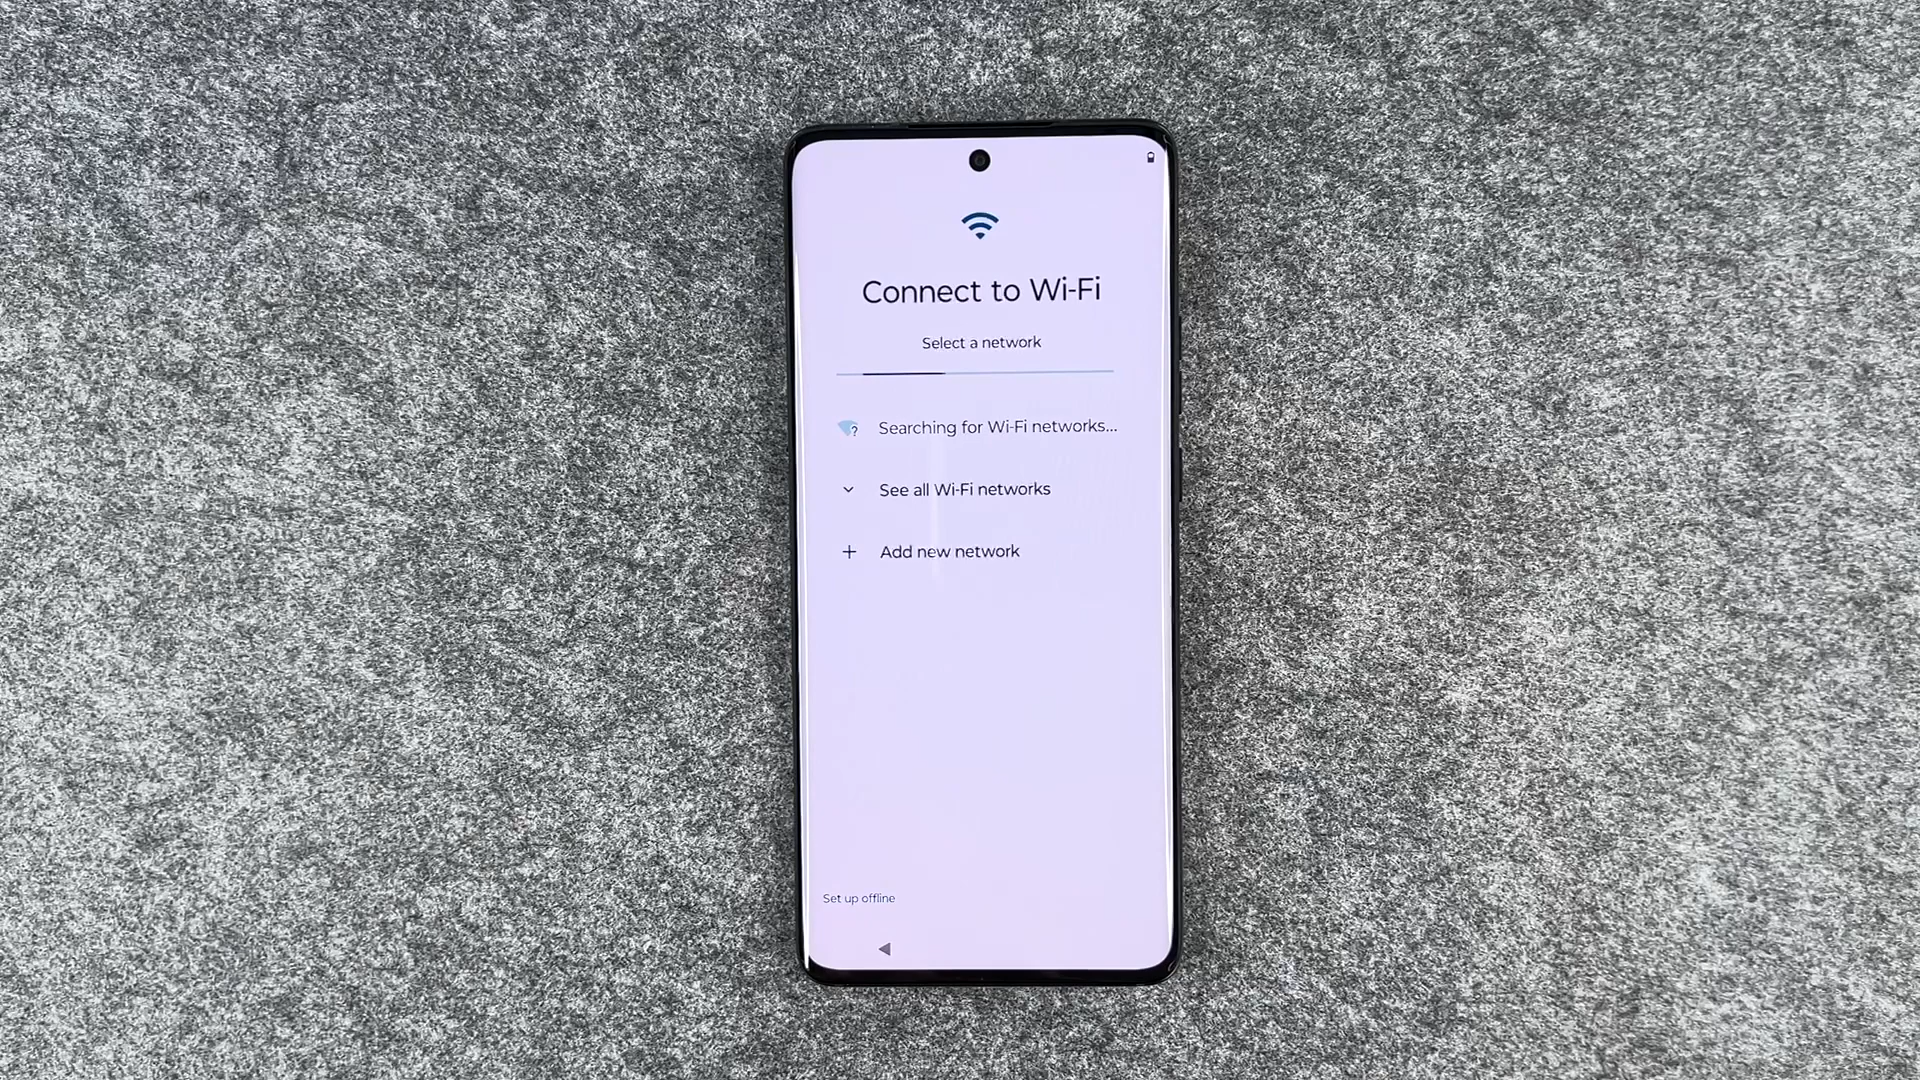 Connect to Wi-Fi
Select a network
Searching for Wi-Fi networks...
See all Wi-Fi networks
Add new network
Set up offline